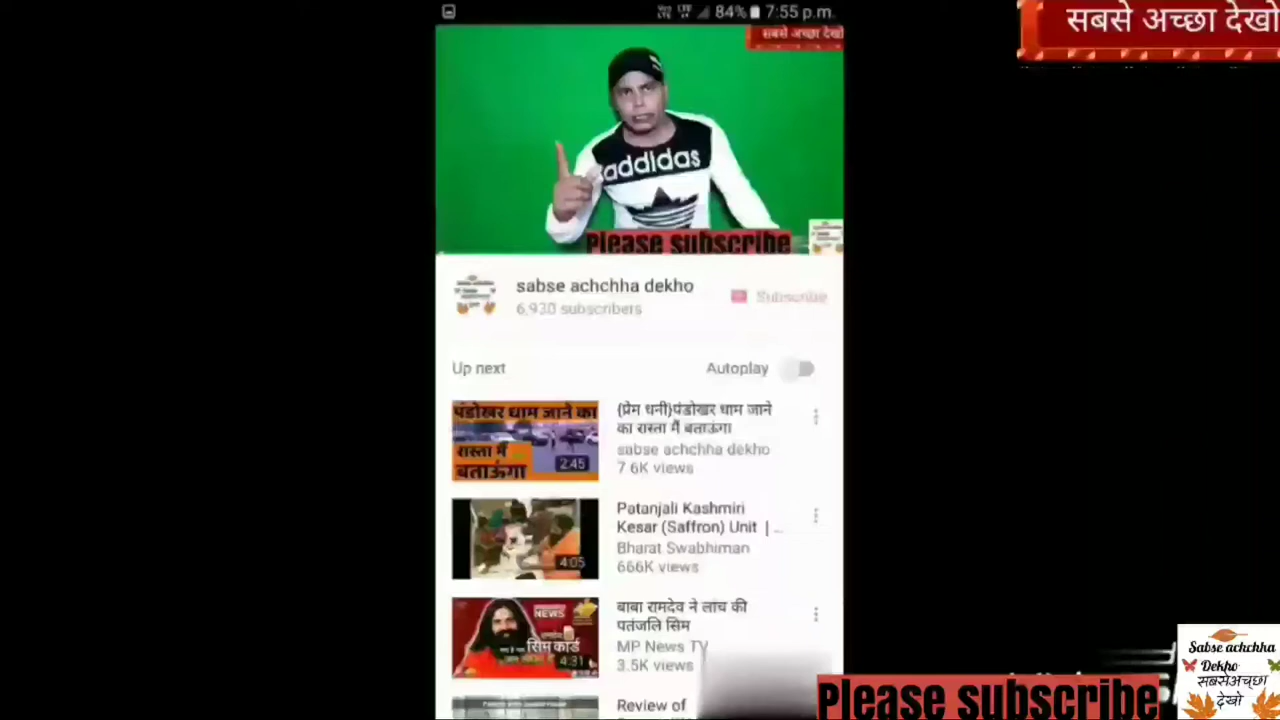 84% 7:55 p.m.
सबसे अच्छा देखो
सबसे अच्छा देखो
addidas
Please subscribe
sabse achchha dekho
Subscribe
6,930 subscribers
Up next
Autoplay
पंडोखर धाम जाने का
रास्ता मैं
बताऊंगा
2:45
{प्रेम धनी}पंडोखर धाम जाने
का रास्ता मैं बताऊंगा
sabse achchha dekho
7.6K views
4:05
Patanjali Kashmiri
Kesar (Saffron) Unit | ...
Bharat Swabhiman
666K views
NEWS
सिम कार्ड
4:31
बाबा रामदेव ने लांच की
पतंजलि सिम
MP News TV
3.5K views
Review of
Please subscribe
Sabse achchha
Dekho
सबसेअच्छा
देखो